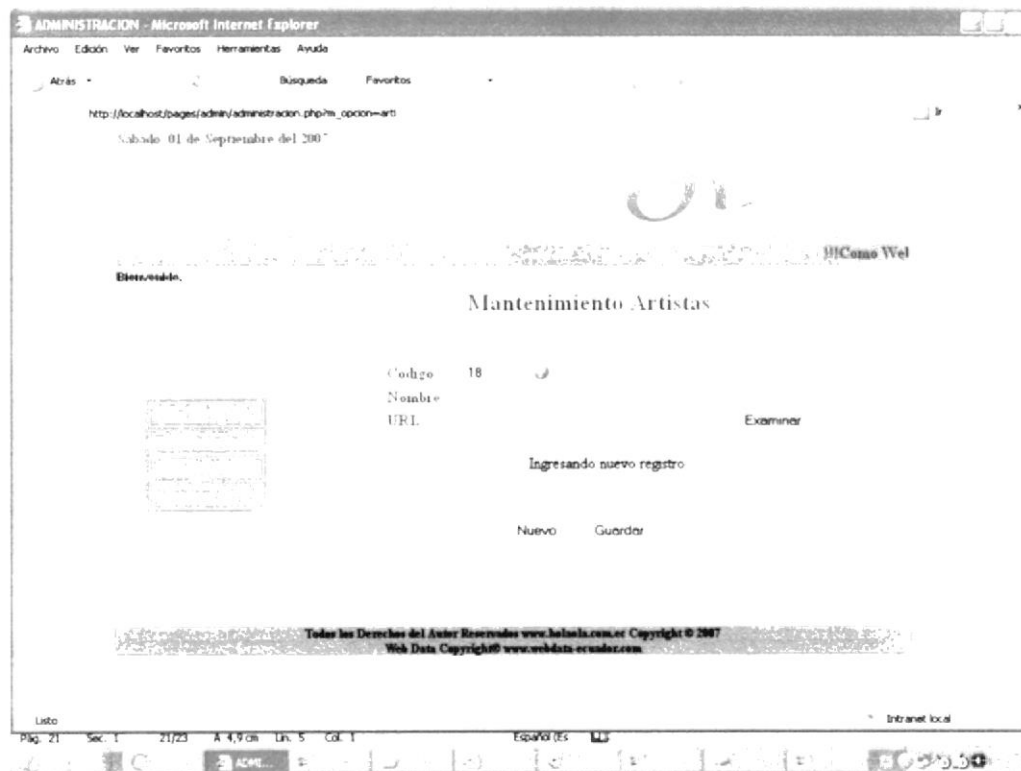 ADMINISTRACION - Microsoft Internet Explorer
Archivo Edición Ver Favoritos Herramientas Ayuda
Atrás Búsqueda Favoritos
http://localhost/pages/admin/administracion.php?m_opcion=arti Ir
Sabado 01 de Septiembre del 2007
!!!Como Wel
Bienvenido.
Mantenimiento Artistas
Codigo 18
Nombre
URL Examinar
Ingresando nuevo registro
Nuevo Guardar
Todos los Derechos del Autor Reservados www.holaola.com.ec Copyright © 2007
Web Data Copyright© www.webdata-ecuador.com
Listo Intranet local
Pág. 21 Sec. 1 21/23 A 4,9 cm Lín. 5 Col. 1 Español (Es
ADMI...